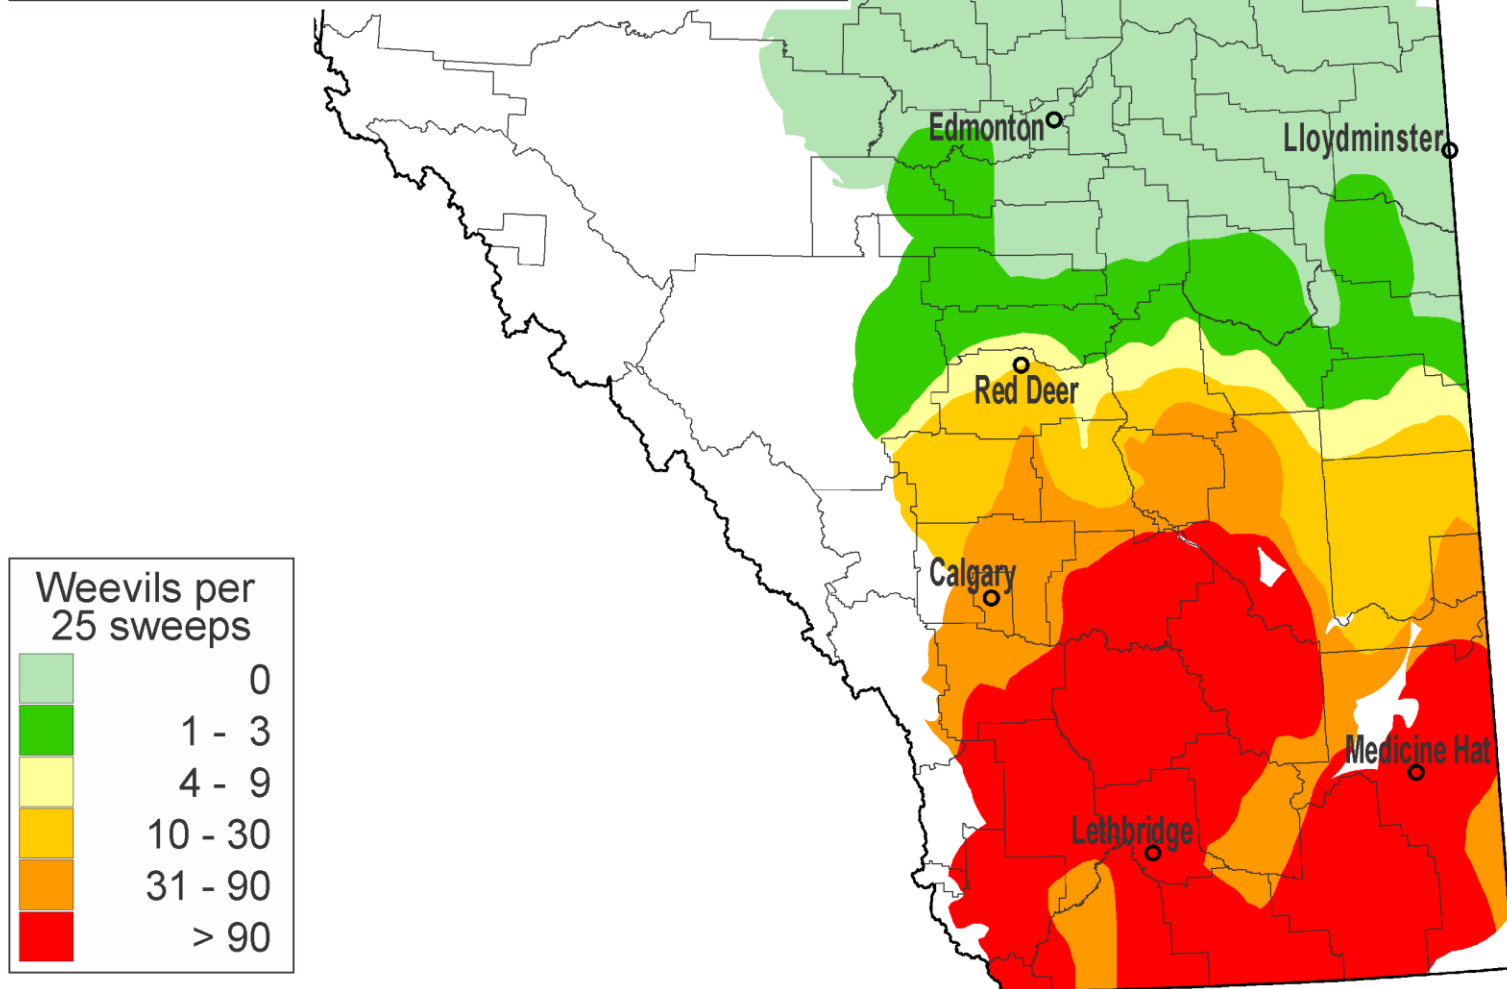 Edmonton
Lloydminster
Red Deer
Calgary
Weevils per
25 sweeps
0
1 - 3
4 - 9
10 - 30
31 - 90
> 90
Medicine Hat
Lethbridge